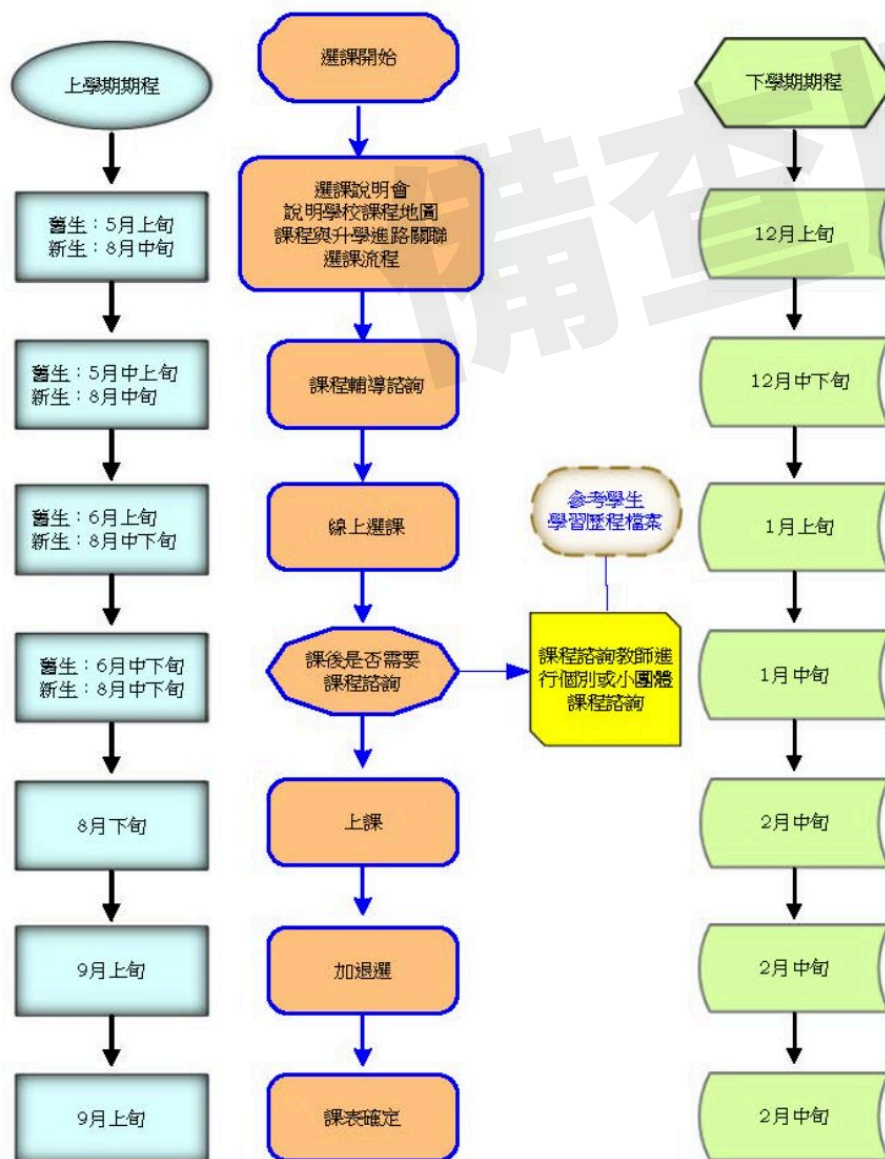 選課開始
上學期期程
下學期期程
選課說明會
說明學校課程地圖
課程與升學進路關聯
選課流程
舊生：5月上旬
新生：8月中旬
12月上旬
舊生：5月中上旬
新生：8月中旬
課程輔導諮詢
12月中下旬
舊生：6月上旬
新生：8月中下旬
線上選課
參考學生
學習歷程檔案
1月上旬
舊生：6月中下旬
新生：8月中下旬
課後是否需要
課程諮詢
課程諮詢教師進
行個別或小團體
課程諮詢
1月中旬
8月下旬
上課
2月中旬
9月上旬
加退選
2月中旬
9月上旬
課表確定
2月中旬
備查